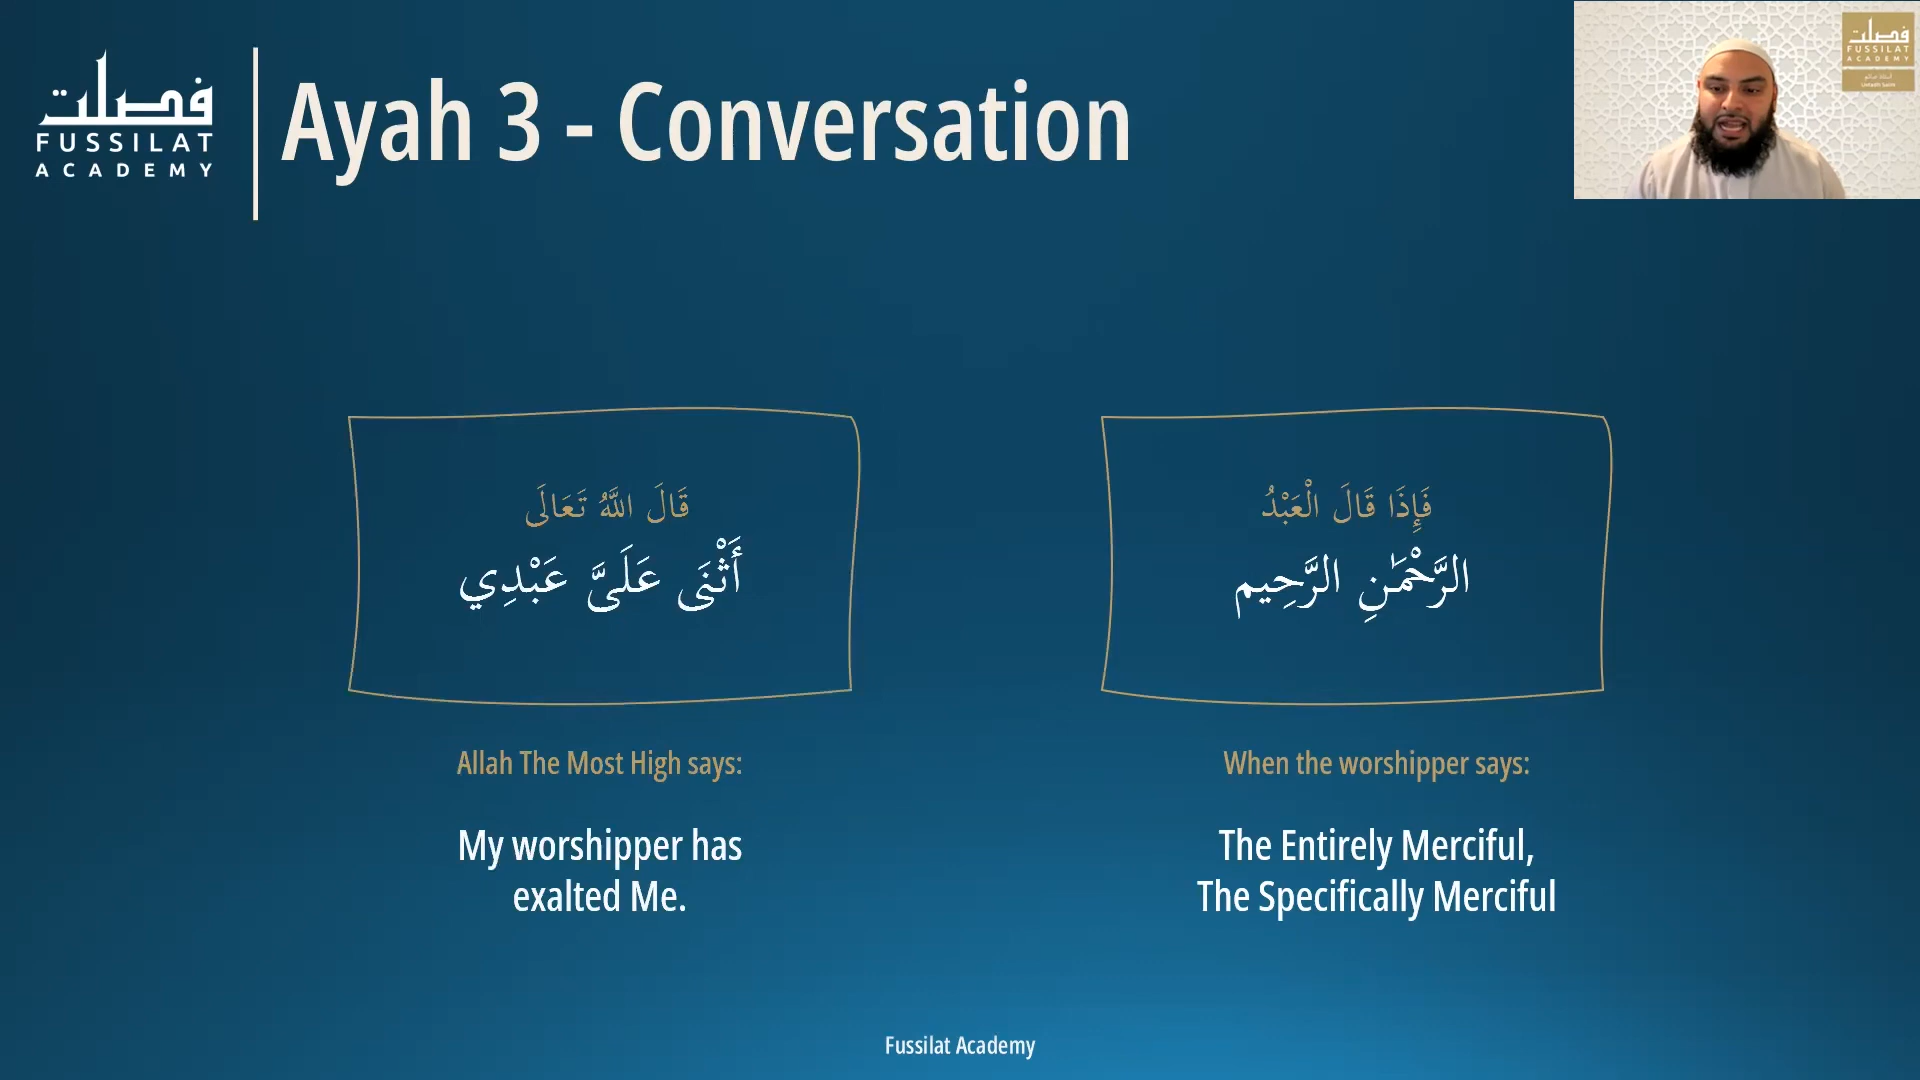 فصلت
FUSSILAT
ACADEMY
Ayah 3 - Conversation
فصلت
FUSSILAT
ACADEMY
فَإِذَا قَالَ الْعَبْدُ
الرَّحْمَٰنِ الرَّحِيم
When the worshipper says:
The Entirely Merciful,
The Specifically Merciful
قَالَ اللَّهُ تَعَالَى
أَثْنَى عَلَىَّ عَبْدِي
Allah The Most High says:
My worshipper has
exalted Me.
Fussilat Academy